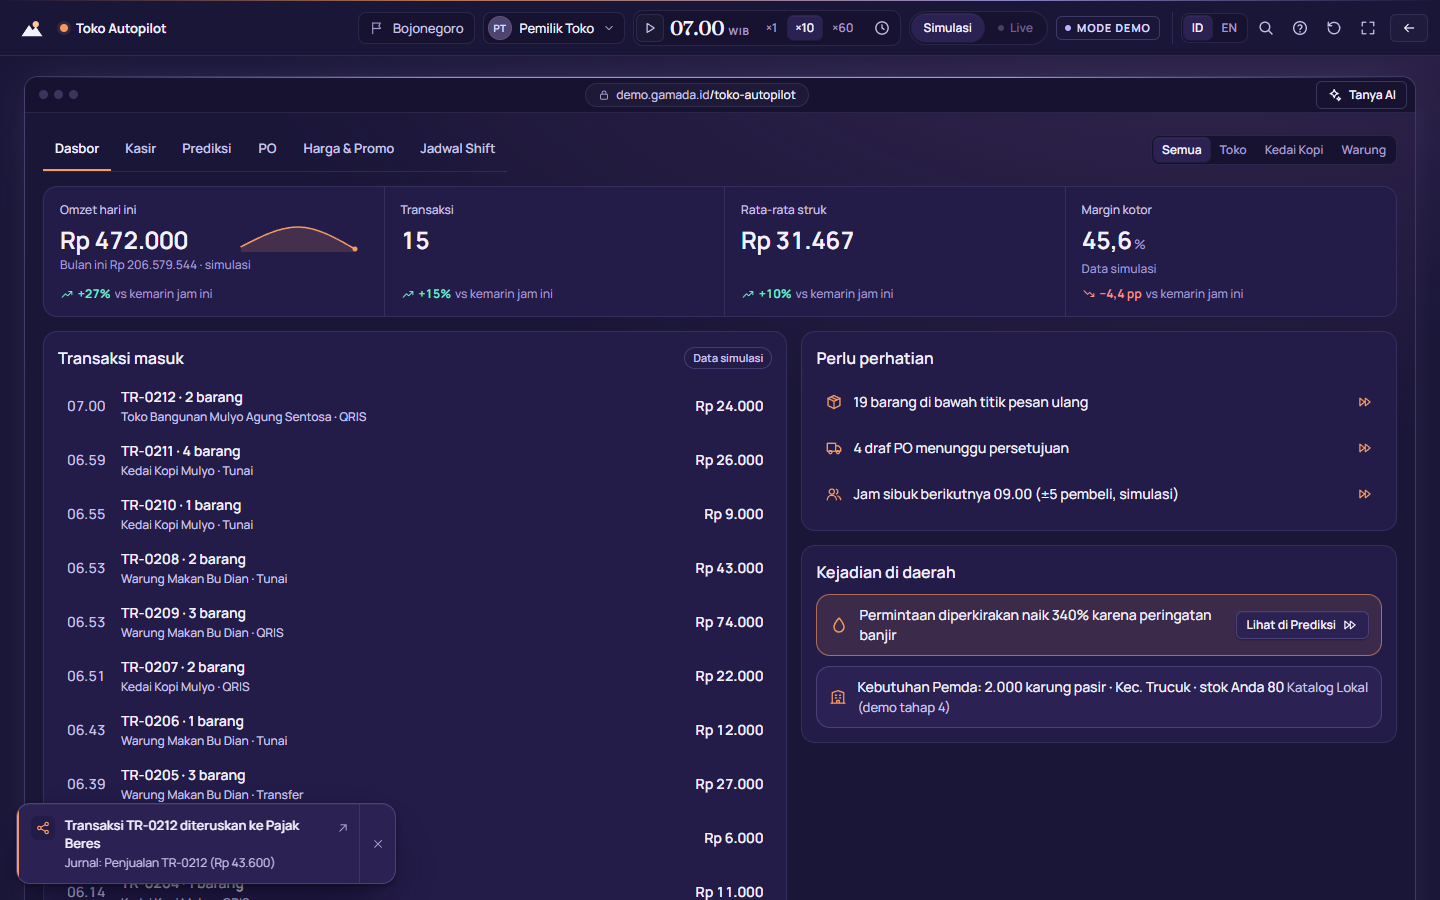 Toko Autopilot
Bojonegoro
PT Pemilik Toko
07.00 WIB
×1 ×10 ×60
Simulasi Live
MODE DEMO
ID EN
demo.gamada.id/toko-autopilot
Tanya AI
Dasbor Kasir Prediksi PO Harga & Promo Jadwal Shift
Semua Toko Kedai Kopi Warung
Omzet hari ini
Rp 472.000
Bulan ini Rp 206.579.544 · simulasi
+27% vs kemarin jam ini
Transaksi
15
+15% vs kemarin jam ini
Rata-rata struk
Rp 31.467
+10% vs kemarin jam ini
Margin kotor
45,6 %
Data simulasi
−4,4 pp vs kemarin jam ini
Transaksi masuk
Data simulasi
07.00 TR-0212 · 2 barang Rp 24.000
Toko Bangunan Mulyo Agung Sentosa · QRIS
06.59 TR-0211 · 4 barang Rp 26.000
Kedai Kopi Mulyo · Tunai
06.55 TR-0210 · 1 barang Rp 9.000
Kedai Kopi Mulyo · Tunai
06.53 TR-0208 · 2 barang Rp 43.000
Warung Makan Bu Dian · Tunai
06.53 TR-0209 · 3 barang Rp 74.000
Warung Makan Bu Dian · QRIS
06.51 TR-0207 · 2 barang Rp 22.000
Kedai Kopi Mulyo · QRIS
06.43 TR-0206 · 1 barang Rp 12.000
Warung Makan Bu Dian · Tunai
06.39 TR-0205 · 3 barang Rp 27.000
Warung Makan Bu Dian · Transfer
Rp 6.000
06.14 Rp 11.000
Perlu perhatian
19 barang di bawah titik pesan ulang
4 draf PO menunggu persetujuan
Jam sibuk berikutnya 09.00 (±5 pembeli, simulasi)
Kejadian di daerah
Permintaan diperkirakan naik 340% karena peringatan
banjir
Lihat di Prediksi
Kebutuhan Pemda: 2.000 karung pasir · Kec. Trucuk · stok Anda 80 Katalog Lokal
(demo tahap 4)
Transaksi TR-0212 diteruskan ke Pajak
Beres
Jurnal: Penjualan TR-0212 (Rp 43.600)